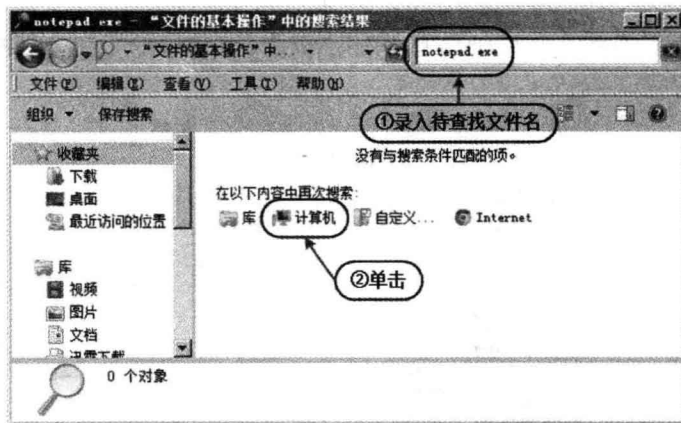 notepad exe - “文件的基本操作”中的搜索结果
“文件的基本操作”中...
notepad.exe
文件(F) 编辑(E) 查看(V) 工具(T) 帮助(H)
组织 保存搜索
①录入待查找文件名
收藏夹
下载
桌面
最近访问的位置
库
视频
图片
文档
迅雷下载
没有与搜索条件匹配的项。
在以下内容中再次搜索:
库 计算机 自定义... Internet
②单击
0 个对象